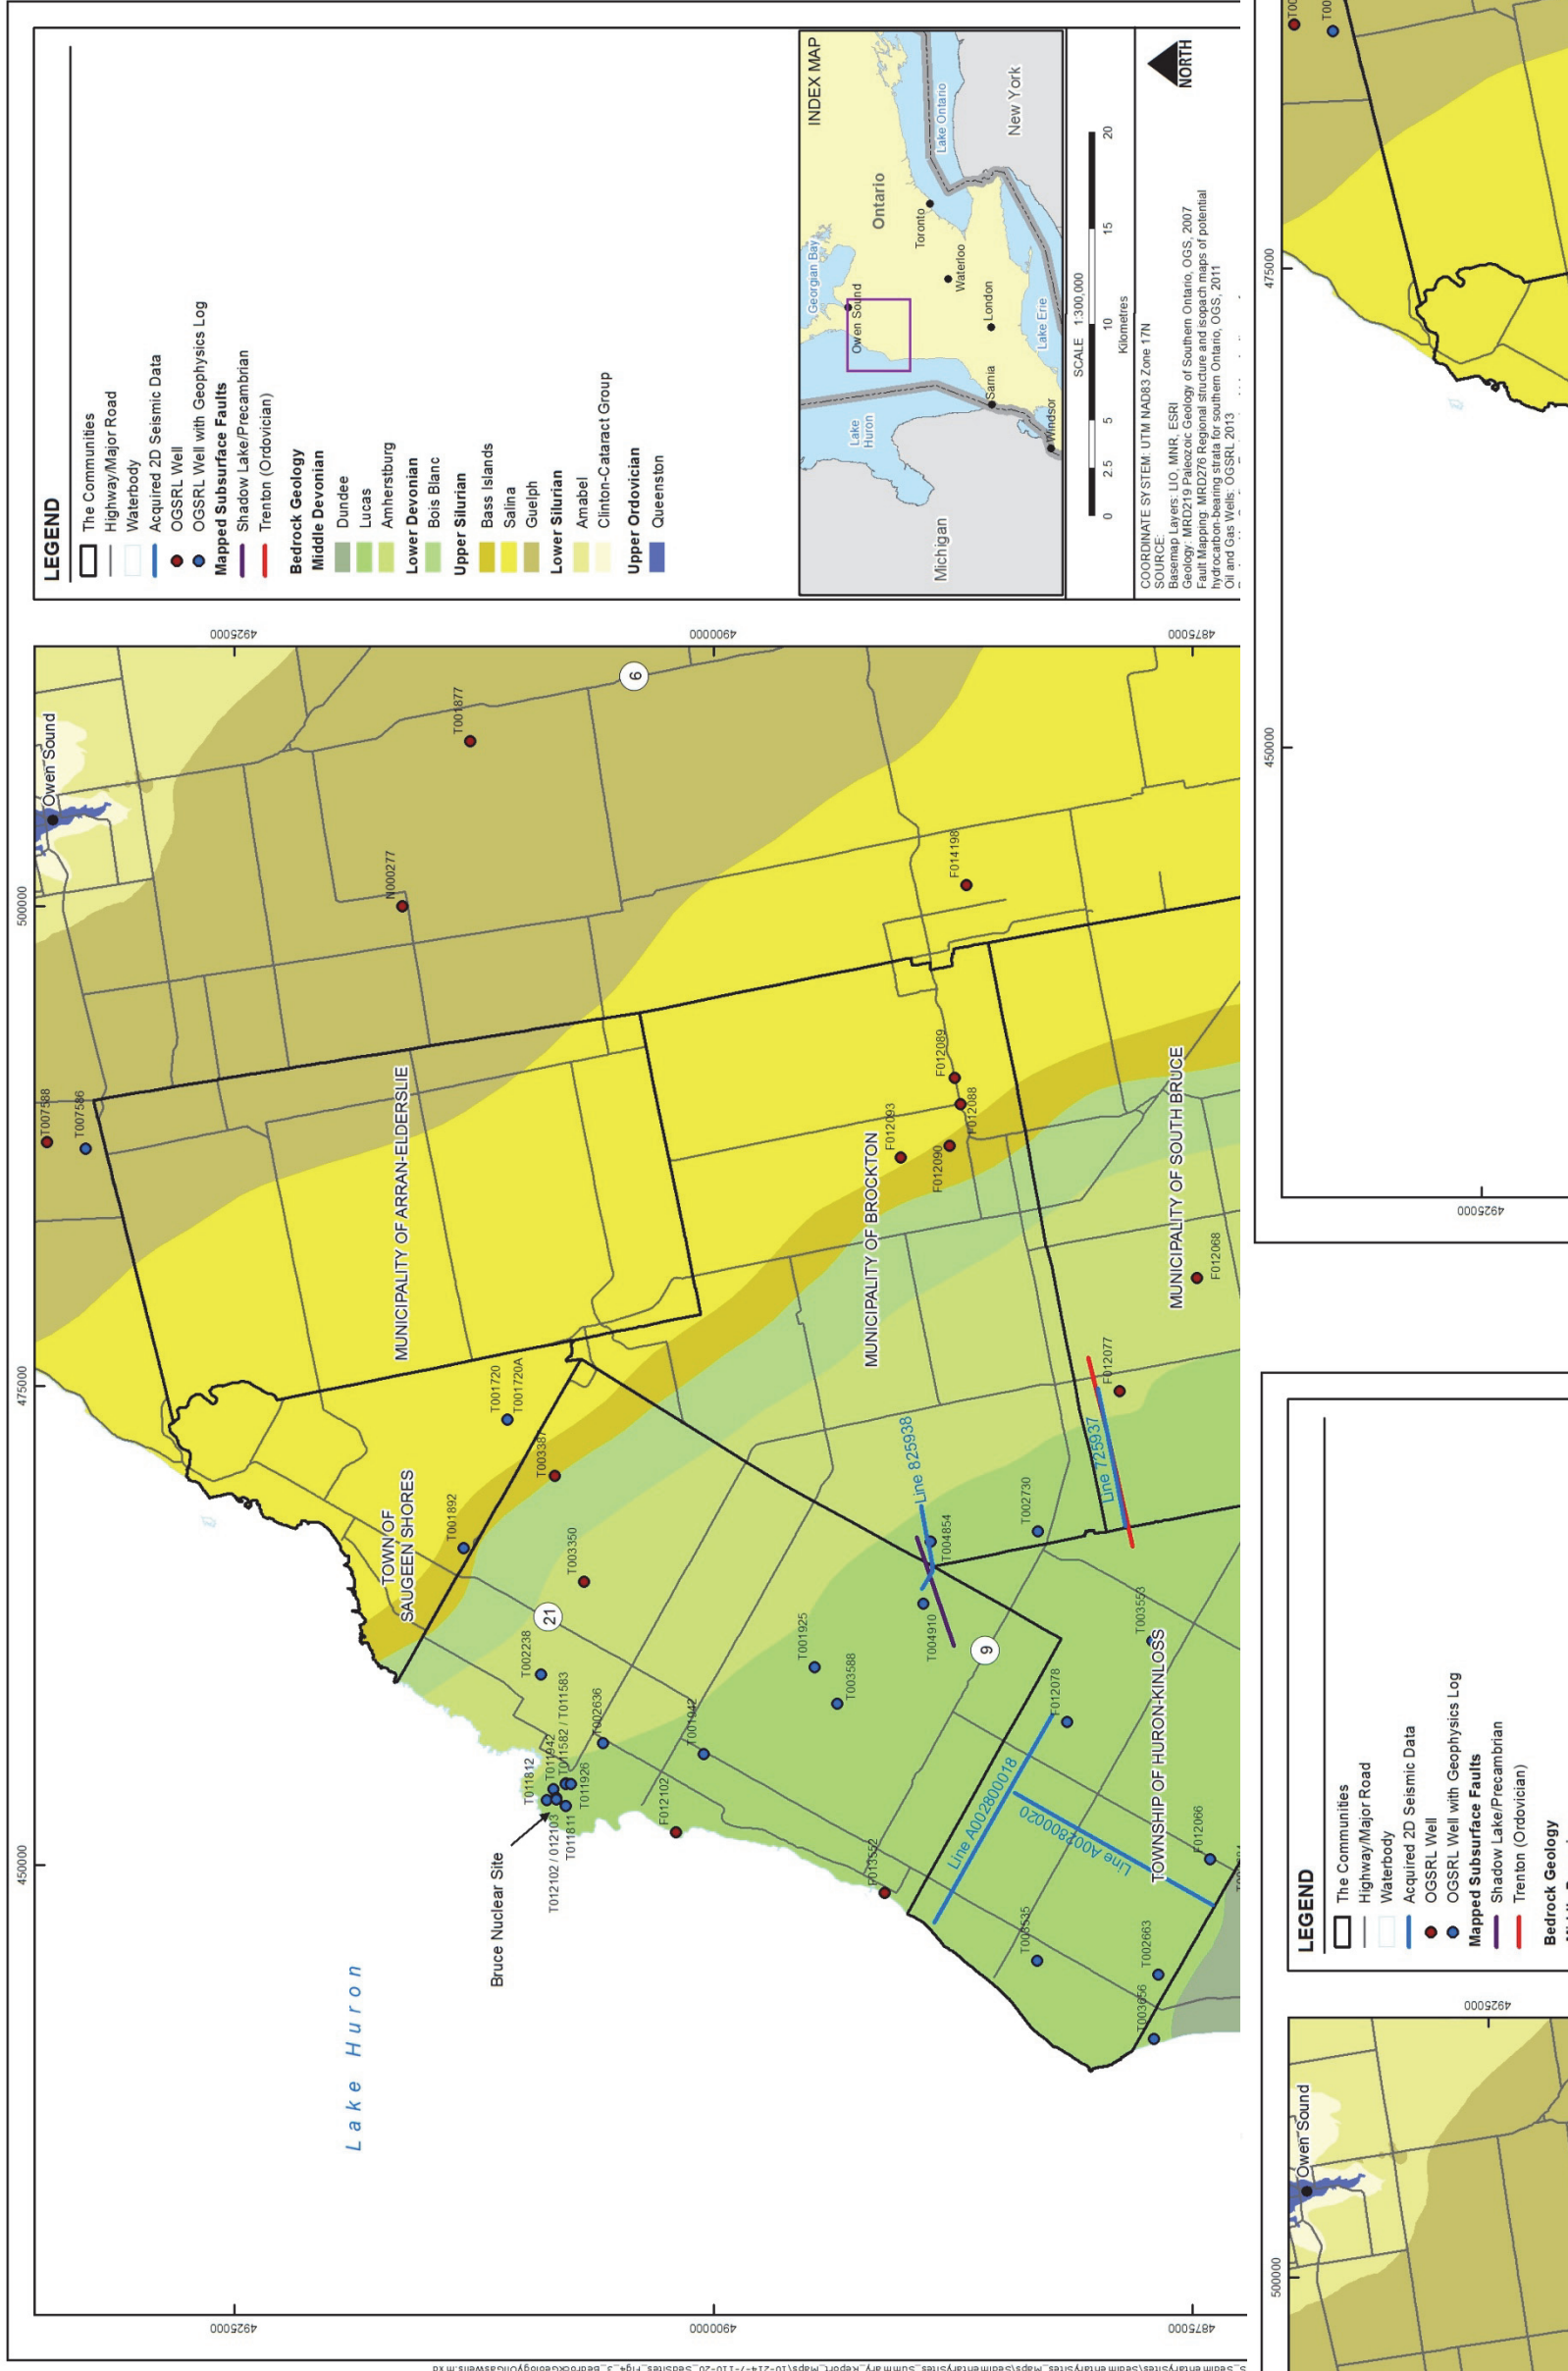 LEGEND
The Communities
Highway/Major Road
Waterbody
Acquired 2D Seismic Data
OGSRL Well
OGSRL Well with Geophysics Log
Mapped Subsurface Faults
Shadow Lake/Precambrian
Trenton (Ordovician)
Bedrock Geology
Middle Devonian
Dundee
Lucas
Amherstburg
Lower Devonian
Bois Blanc
Upper Silurian
Bass Islands
Salina
Guelph
Lower Silurian
Amabel
Clinton-Cataract Group
Upper Ordovician
Queenston
INDEX MAP
Georgian Bay
Owen Sound
Ontario
Lake Huron
Toronto
Lake Ontario
Waterloo
London
New York
Sarnia
Lake Erie
Windsor
Michigan
SCALE 1:300,000
0 2.5 5 10 15 20
Kilometres
COORDINATE SYSTEM: UTM NAD83 Zone 17N
SOURCE:
Basemap Layers: LIO, MNR, ESRI
Geology: MRD219 Paleozoic Geology of Southern Ontario, OGS, 2007
Fault Mapping: MRD276 Regional structure and isopach maps of potential
hydrocarbon-bearing strata for southern Ontario, OGS, 2011
Oil and Gas Wells: OGSRL 2013
NORTH
450000
475000
500000
4925000
4900000
4875000
4925000
4900000
4875000
Lake Huron
Owen Sound
T007588
T007586
N000277
T001877
6
MUNICIPALITY OF ARRAN-ELDERSLIE
TOWN OF
SAUGEEN SHORES
T001720
T001720A
T001892
T003387
T003350
21
T002238
T011812
T011942
T011582 / T011583
T012102 / 012103
T011811
T011926
Bruce Nuclear Site
T002636
T001942
F012102
T001925
T003588
F013552
MUNICIPALITY OF BROCKTON
F012093
F012090
F012088
F012089
F014198
Line 825938
T004854
T004910
9
T002730
Line 725937
F012077
MUNICIPALITY OF SOUTH BRUCE
F012068
T003553
TOWNSHIP OF HURON-KINLOSS
F012078
Line A002800018
Line A002800020
F012066
T002663
T003656
475000
450000
4925000
LEGEND
The Communities
Highway/Major Road
Waterbody
Acquired 2D Seismic Data
OGSRL Well
OGSRL Well with Geophysics Log
Mapped Subsurface Faults
Shadow Lake/Precambrian
Trenton (Ordovician)
Bedrock Geology
4925000
500000
Owen Sound